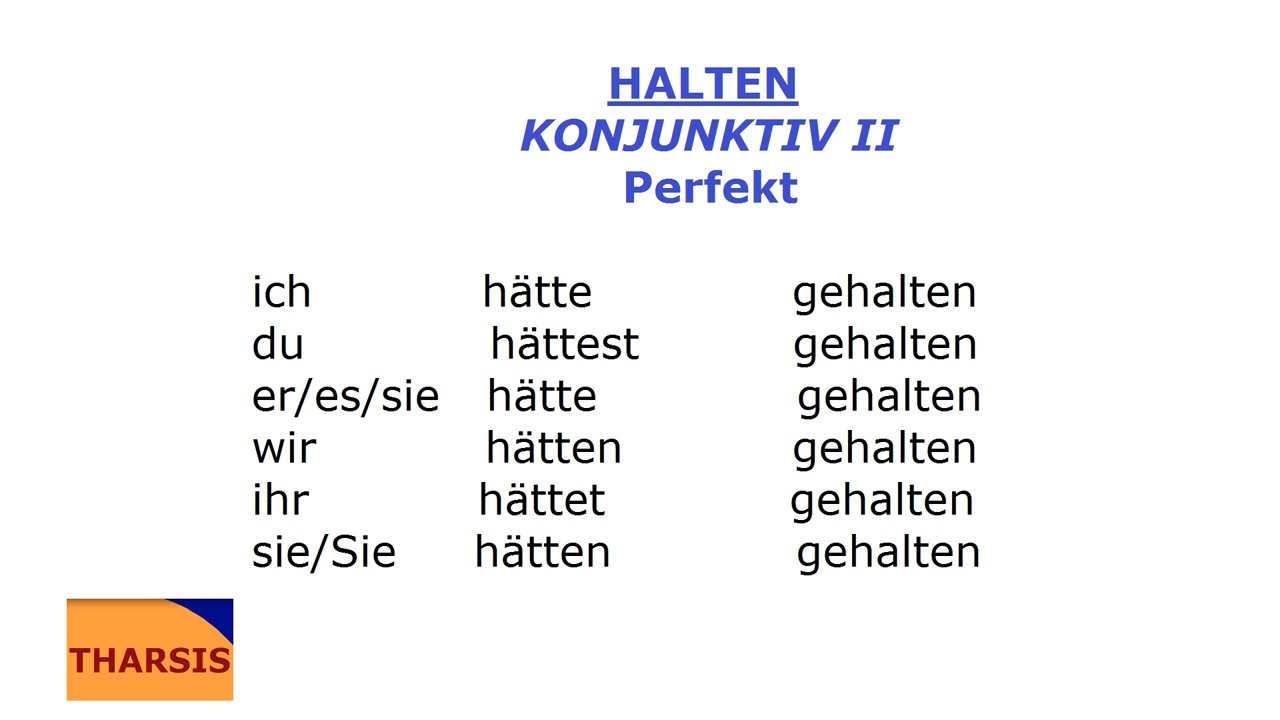 HALTEN
KONJUNKTIV II
Perfekt
ich hätte gehalten
du hättest gehalten
er/es/sie hätte gehalten
wir hätten gehalten
ihr hättet gehalten
sie/Sie hätten gehalten
THARSIS